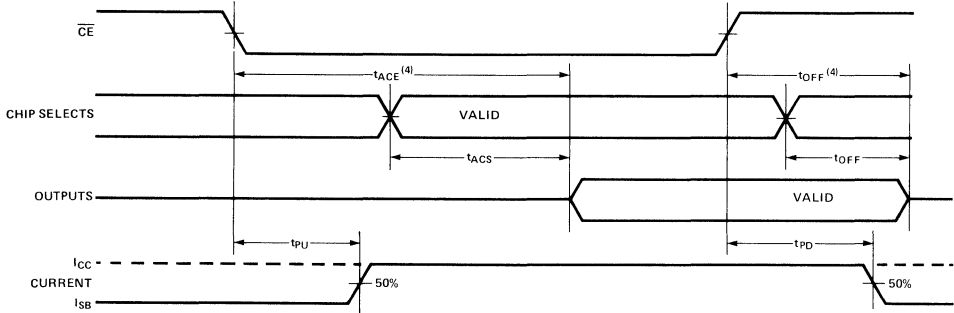 CE
tACE(4)
tOFF(4)
CHIP SELECTS
VALID
tACS
tOFF
OUTPUTS
VALID
tPU
tPD
ICC
CURRENT
50%
50%
ISB